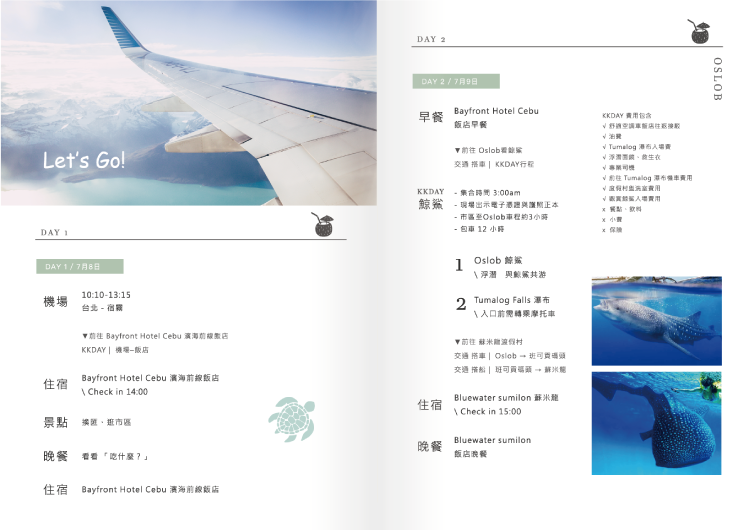 Let's Go!
DAY 1
DAY 1 / 7月8日
機場
10:10-13:15
台北 - 宿霧
▼前往 Bayfront Hotel Cebu 濱海前線飯店
KKDAY | 機場–飯店
住宿
Bayfront Hotel Cebu 濱海前線飯店
\ Check in 14:00
景點
換匯、逛市區
晚餐
看看「吃什麼?」
住宿
Bayfront Hotel Cebu 濱海前線飯店
DAY 2
OSLOB
DAY 2 / 7月9日
早餐
Bayfront Hotel Cebu
飯店早餐
▼前往 Oslob看鯨鯊
交通 搭車 | KKDAY行程
KKDAY
鯨鯊
- 集合時間 3:00am
- 現場出示電子憑證與護照正本
- 市區至Oslob車程約3小時
- 包車 12 小時
1
Oslob 鯨鯊
\ 浮潛 與鯨鯊共游
2
Tumalog Falls 瀑布
\ 入口前需轉乘摩托車
▼前往 蘇米龍渡假村
交通 搭車 | Oslob → 班可貢碼頭
交通 搭船 | 班可貢碼頭 → 蘇米龍
住宿
Bluewater sumilon 蘇米龍
\ Check in 15:00
晚餐
Bluewater sumilon
飯店晚餐
KKDAY 費用包含
√ 舒適空調車飯店往返接駁
√ 油費
√ Tumalog 瀑布入場費
√ 浮潛面鏡、救生衣
√ 專業司機
√ 前往 Tumalog 瀑布機車費用
√ 度假村盥洗室費用
√ 觀賞鯨鯊入場費用
x 餐點、飲料
x 小費
x 保險